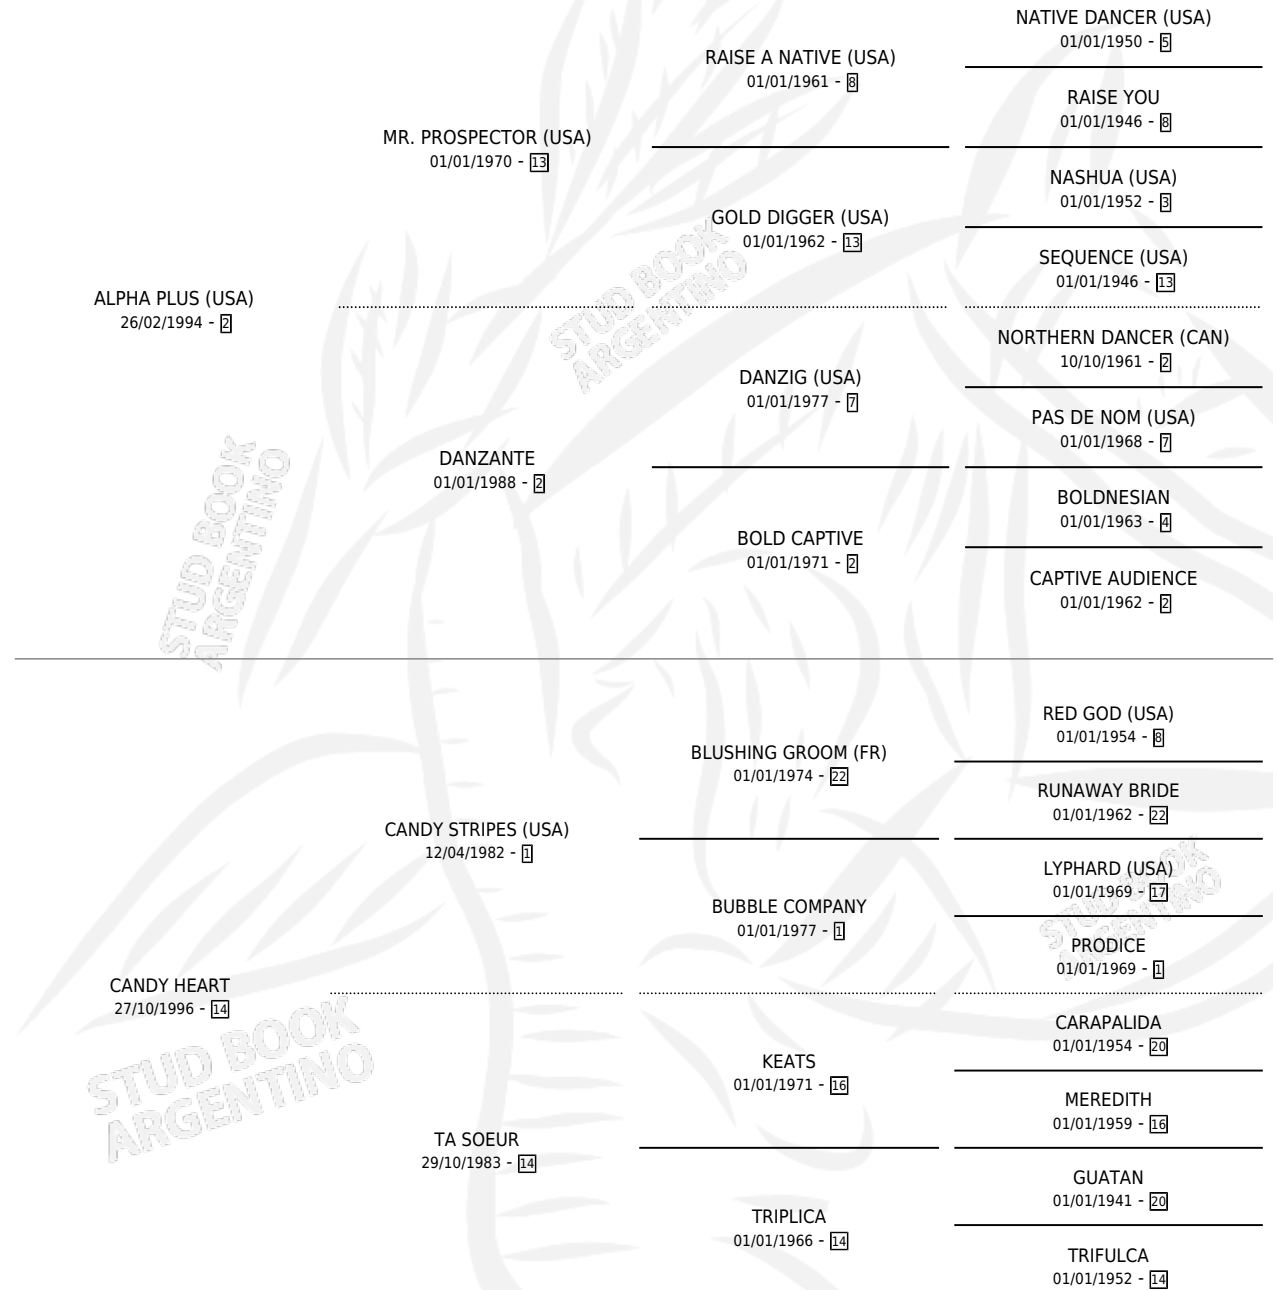 NATIVE DANCER (USA)
01/01/1950 - 5
RAISE A NATIVE (USA)
01/01/1961 - 8
RAISE YOU
01/01/1946 - 8
MR. PROSPECTOR (USA)
01/01/1970 - 13
NASHUA (USA)
01/01/1952 - 3
GOLD DIGGER (USA)
01/01/1962 - 13
SEQUENCE (USA)
01/01/1946 - 13
ALPHA PLUS (USA)
26/02/1994 - 2
STUD BOOK
ARGENTINO
NORTHERN DANCER (CAN)
10/10/1961 - 2
DANZIG (USA)
01/01/1977 - 7
PAS DE NOM (USA)
01/01/1968 - 7
DANZANTE
01/01/1988 - 2
STUD BOOK
ARGENTINO
BOLDNESIAN
01/01/1963 - 4
BOLD CAPTIVE
01/01/1971 - 2
CAPTIVE AUDIENCE
01/01/1962 - 2
RED GOD (USA)
01/01/1954 - 8
BLUSHING GROOM (FR)
01/01/1974 - 22
RUNAWAY BRIDE
01/01/1962 - 22
CANDY STRIPES (USA)
12/04/1982 - 1
LYPHARD (USA)
01/01/1969 - 17
STUD BOOK
ARGENTINO
BUBBLE COMPANY
01/01/1977 - 1
PRODICE
01/01/1969 - 1
CANDY HEART
27/10/1996 - 14
STUD BOOK
ARGENTINO
CARAPALIDA
01/01/1954 - 20
KEATS
01/01/1971 - 16
MEREDITH
01/01/1959 - 16
TA SOEUR
29/10/1983 - 14
GUATAN
01/01/1941 - 20
TRIPLICA
01/01/1966 - 14
TRIFULCA
01/01/1952 - 14